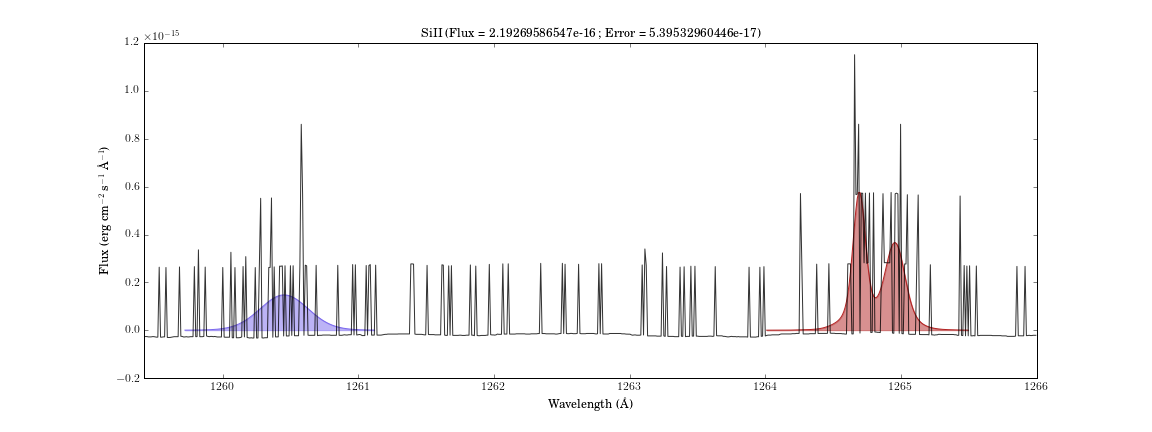 SiII (Flux = 2.19269586547e-16 ; Error = 5.39532960446e-17)
×10⁻¹⁵
1.2
1.0
0.8
0.6
0.4
0.2
0.0
−0.2
Flux (erg cm⁻² s⁻¹ Å⁻¹)
1260 1261 1262 1263 1264 1265 1266
Wavelength (Å)